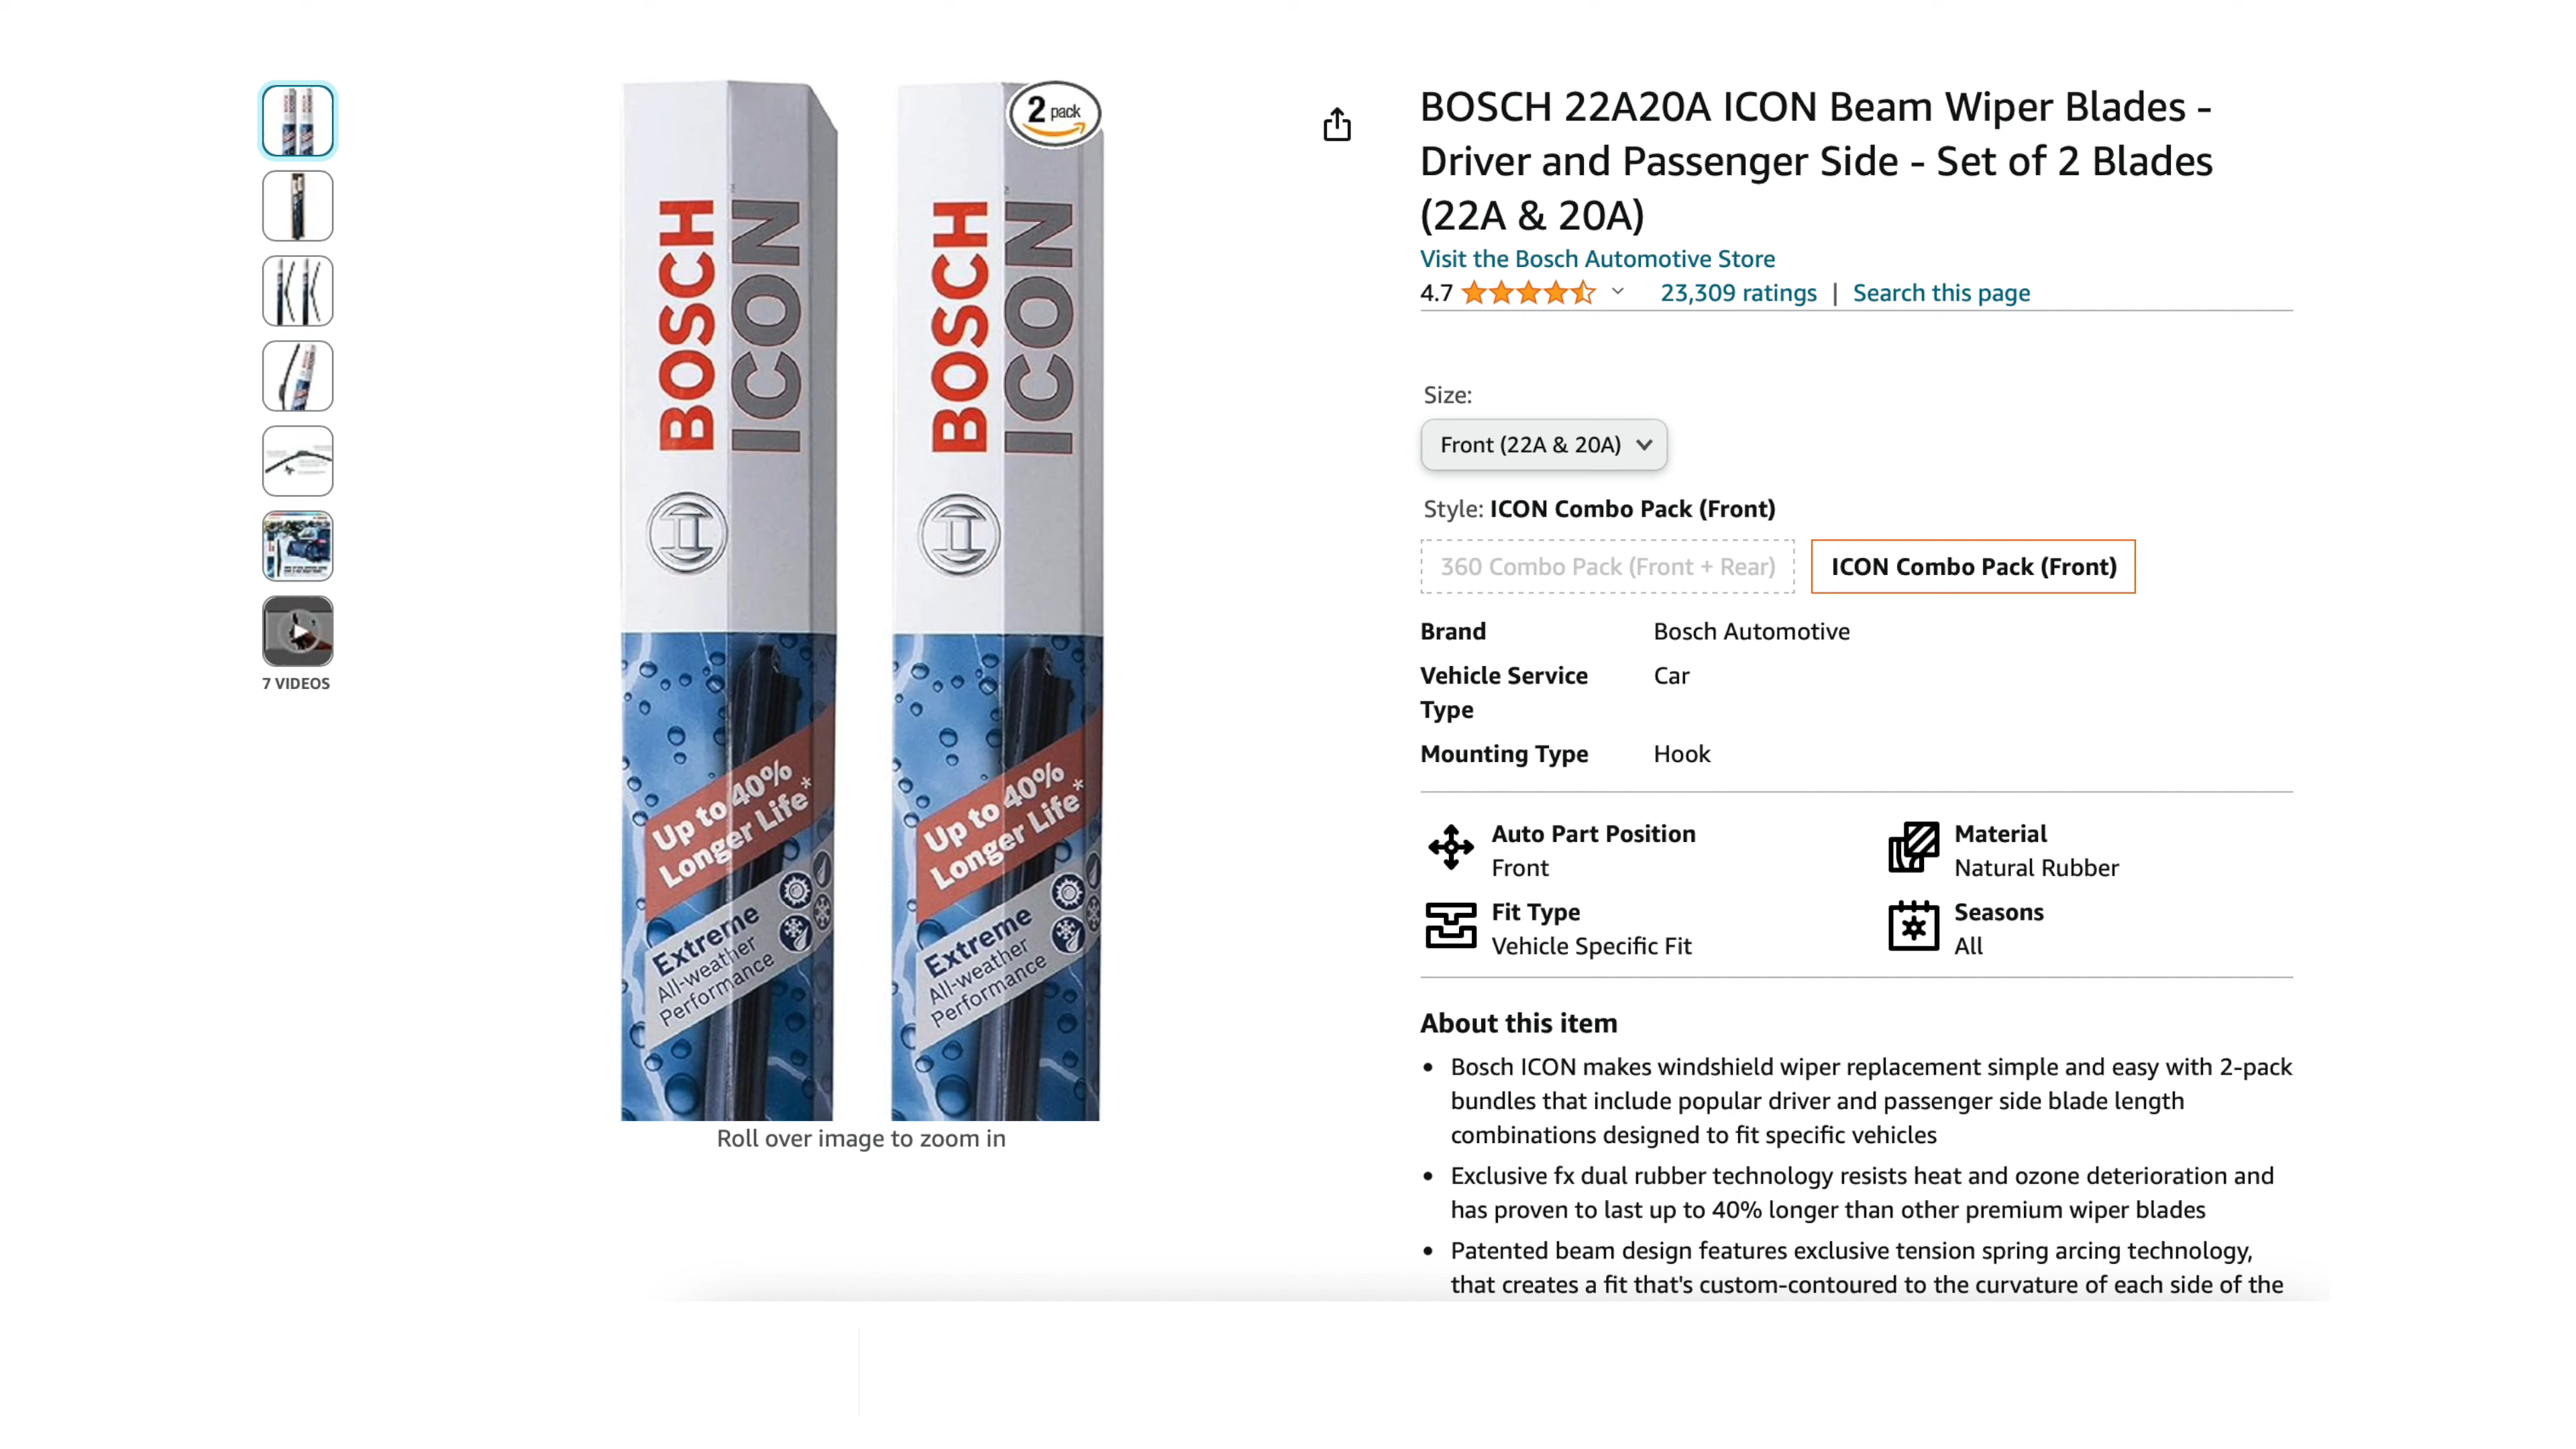 7 VIDEOS
BOSCH
ICON
Up to 40%
Longer Life*
Extreme
All-weather
Performance
2 pack
BOSCH
ICON
Up to 40%
Longer Life*
Extreme
All-weather
Performance
Roll over image to zoom in
BOSCH 22A20A ICON Beam Wiper Blades -
Driver and Passenger Side - Set of 2 Blades
(22A & 20A)
Visit the Bosch Automotive Store
4.7 23,309 ratings | Search this page
Size:
Front (22A & 20A)
Style: ICON Combo Pack (Front)
360 Combo Pack (Front + Rear) ICON Combo Pack (Front)
Brand Bosch Automotive
Vehicle Service Car
Type
Mounting Type Hook
Auto Part Position
Front
Material
Natural Rubber
Fit Type
Vehicle Specific Fit
Seasons
All
About this item
• Bosch ICON makes windshield wiper replacement simple and easy with 2-pack
bundles that include popular driver and passenger side blade length
combinations designed to fit specific vehicles
• Exclusive fx dual rubber technology resists heat and ozone deterioration and
has proven to last up to 40% longer than other premium wiper blades
• Patented beam design features exclusive tension spring arcing technology,
that creates a fit that's custom-contoured to the curvature of each side of the